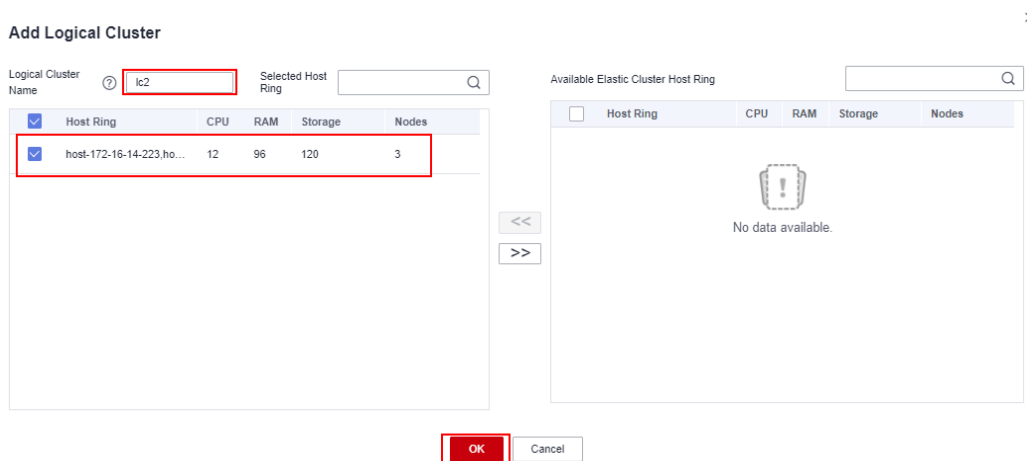 Add Logical Cluster
Logical Cluster Name ? lc2 Selected Host Ring
Available Elastic Cluster Host Ring
Host Ring CPU RAM Storage Nodes
host-172-16-14-223,ho... 12 96 120 3
Host Ring CPU RAM Storage Nodes
No data available.
<<
>>
OK Cancel